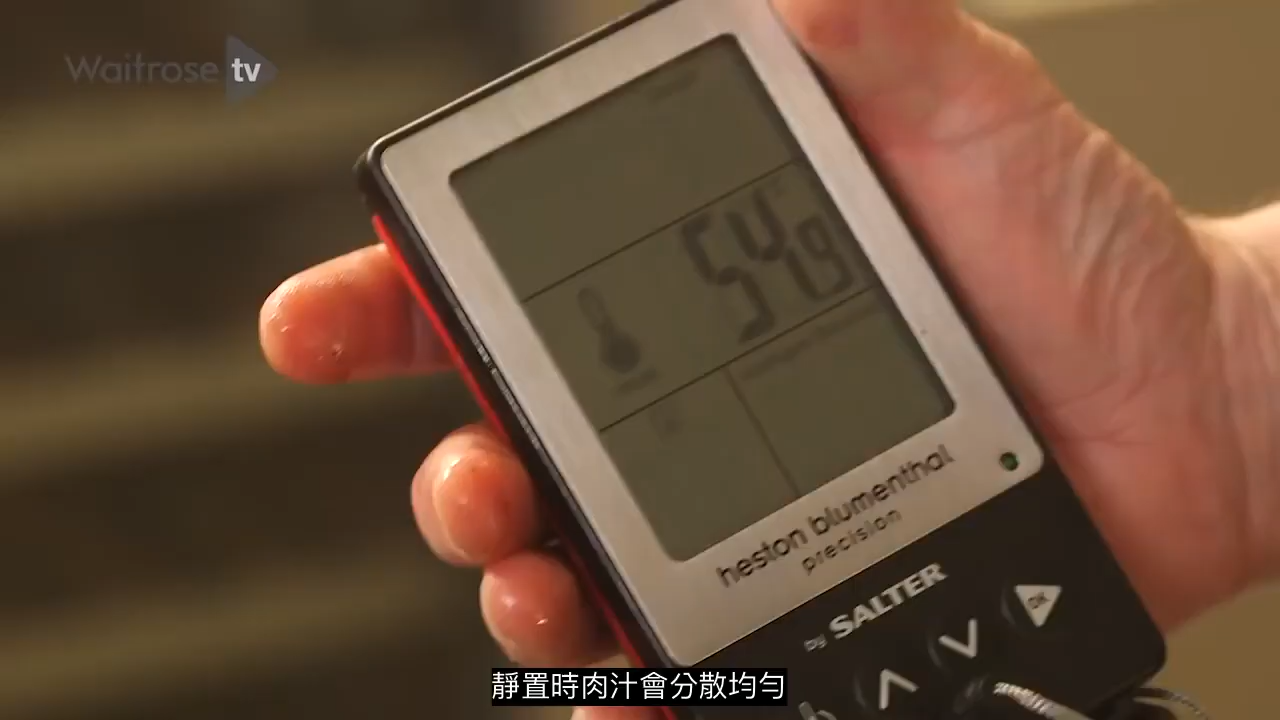 Waitrose tv
54.9
heston blumenthal
precision
by SALTER
OK
靜置時肉汁會分散均勻